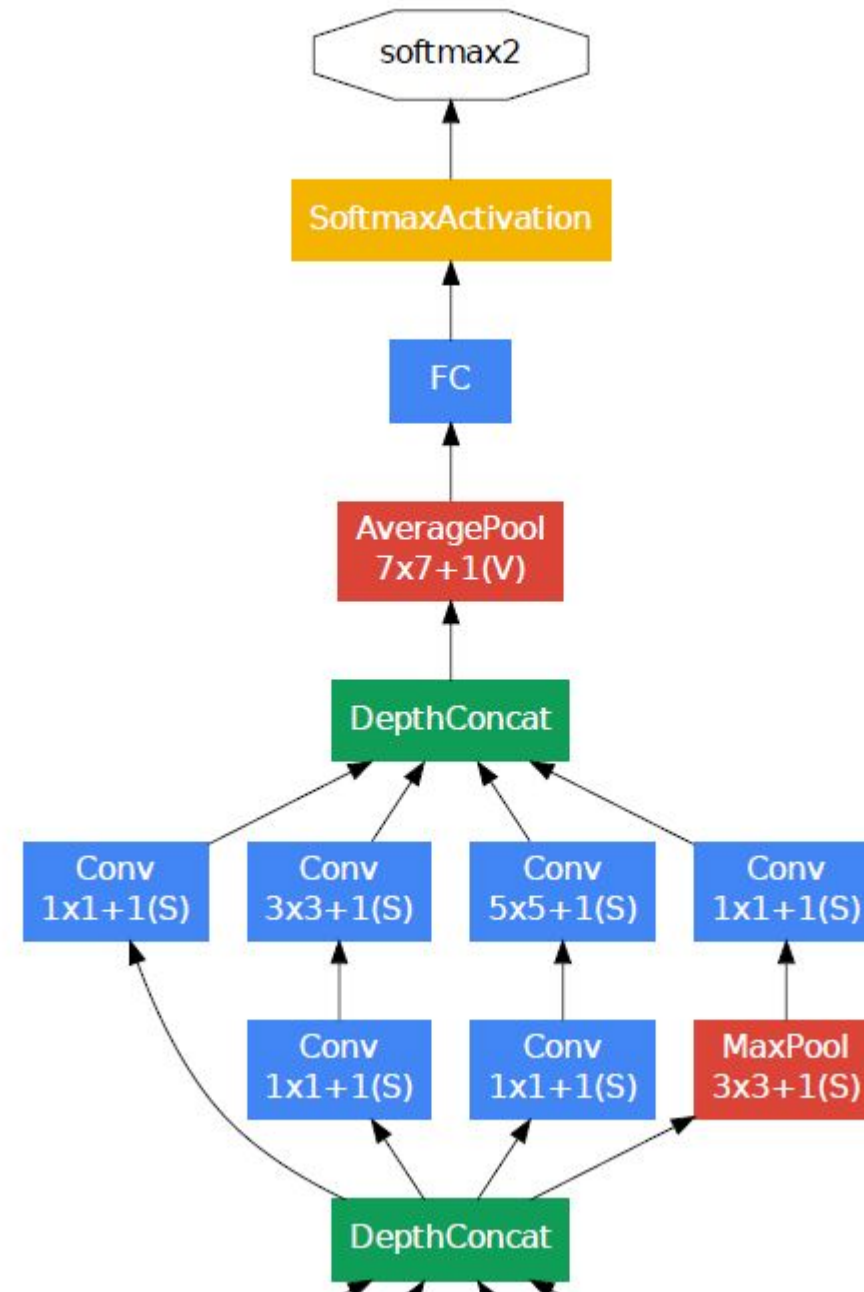 softmax2
SoftmaxActivation
FC
AveragePool
7x7+1(V)
DepthConcat
Conv
1x1+1(S)
Conv
3x3+1(S)
Conv
5x5+1(S)
Conv
1x1+1(S)
Conv
1x1+1(S)
Conv
1x1+1(S)
MaxPool
3x3+1(S)
DepthConcat